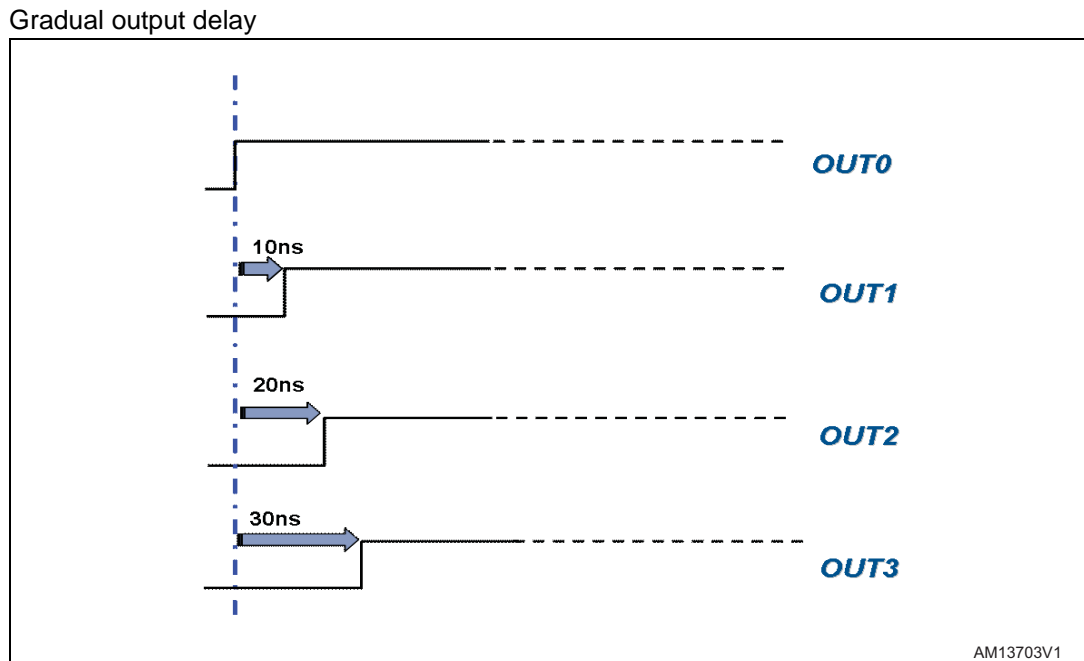 Gradual output delay
OUT0
10ns
OUT1
20ns
OUT2
30ns
OUT3
AM13703V1